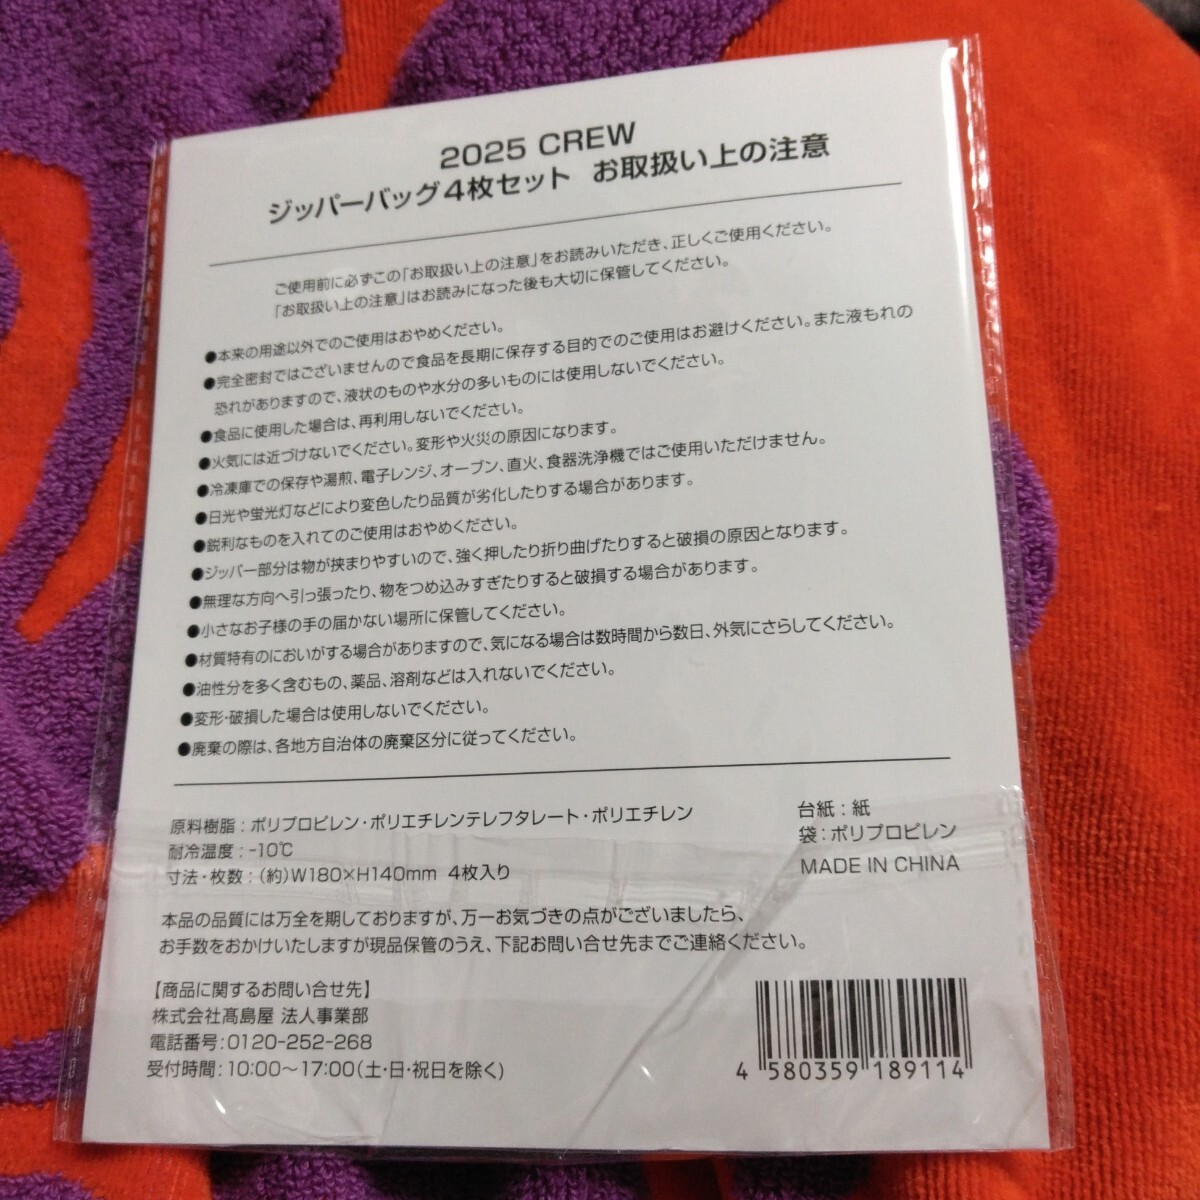 2025 CREW
ジッパーバッグ4枚セット お取扱い上の注意
ご使用前に必ずこの「お取扱い上の注意」をお読みいただき、正しくご使用ください。
「お取扱い上の注意」はお読みになった後も大切に保管してください。
●本来の用途以外でのご使用はおやめください。
●完全密封ではございませんので食品を長期に保存する目的でのご使用はお避けください。また液もれの
恐れがありますので、液状のものや水分の多いものには使用しないでください。
●食品に使用した場合は、再利用しないでください。
●火気には近づけないでください。変形や火災の原因になります。
●冷凍庫での保存や湯煎、電子レンジ、オーブン、直火、食器洗浄機ではご使用いただけません。
●日光や蛍光灯などにより変色したり品質が劣化したりする場合があります。
●鋭利なものを入れてのご使用はおやめください。
●ジッパー部分は物が挟まりやすいので、強く押したり折り曲げたりすると破損の原因となります。
●無理な方向へ引っ張ったり、物をつめ込みすぎたりすると破損する場合があります。
●小さなお子様の手の届かない場所に保管してください。
●材質特有のにおいがする場合がありますので、気になる場合は数時間から数日、外気にさらしてください。
●油性分を多く含むもの、薬品、溶剤などは入れないでください。
●変形・破損した場合は使用しないでください。
●廃棄の際は、各地方自治体の廃棄区分に従ってください。
原料樹脂：ポリプロピレン・ポリエチレンテレフタレート・ポリエチレン
耐冷温度：-10℃
寸法・枚数：(約)W180×H140mm 4枚入り
台紙：紙
袋：ポリプロピレン
MADE IN CHINA
本品の品質には万全を期しておりますが、万一お気づきの点がございましたら、
お手数をおかけいたしますが現品保管のうえ、下記お問い合せ先までご連絡ください。
【商品に関するお問い合せ先】
株式会社髙島屋 法人事業部
電話番号：0120-252-268
受付時間：10:00～17:00(土・日・祝日を除く)
4 580359 189114